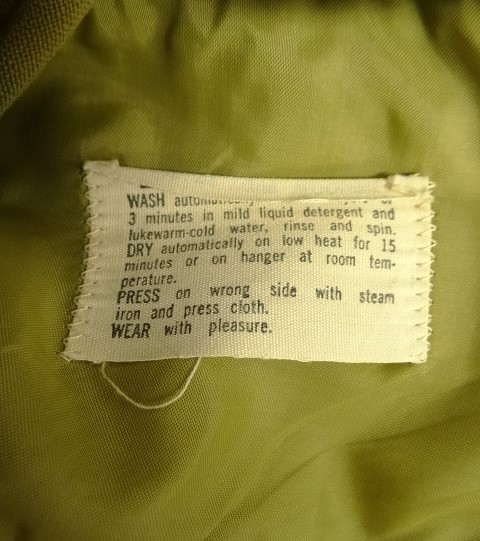 WASH
3 minutes in mild liquid detergent and
lukewarm-cold water, rinse and spin.
DRY automatically on low heat for 15
minutes or on hanger at room tem-
perature.
PRESS on wrong side with steam
iron and press cloth.
WEAR with pleasure.